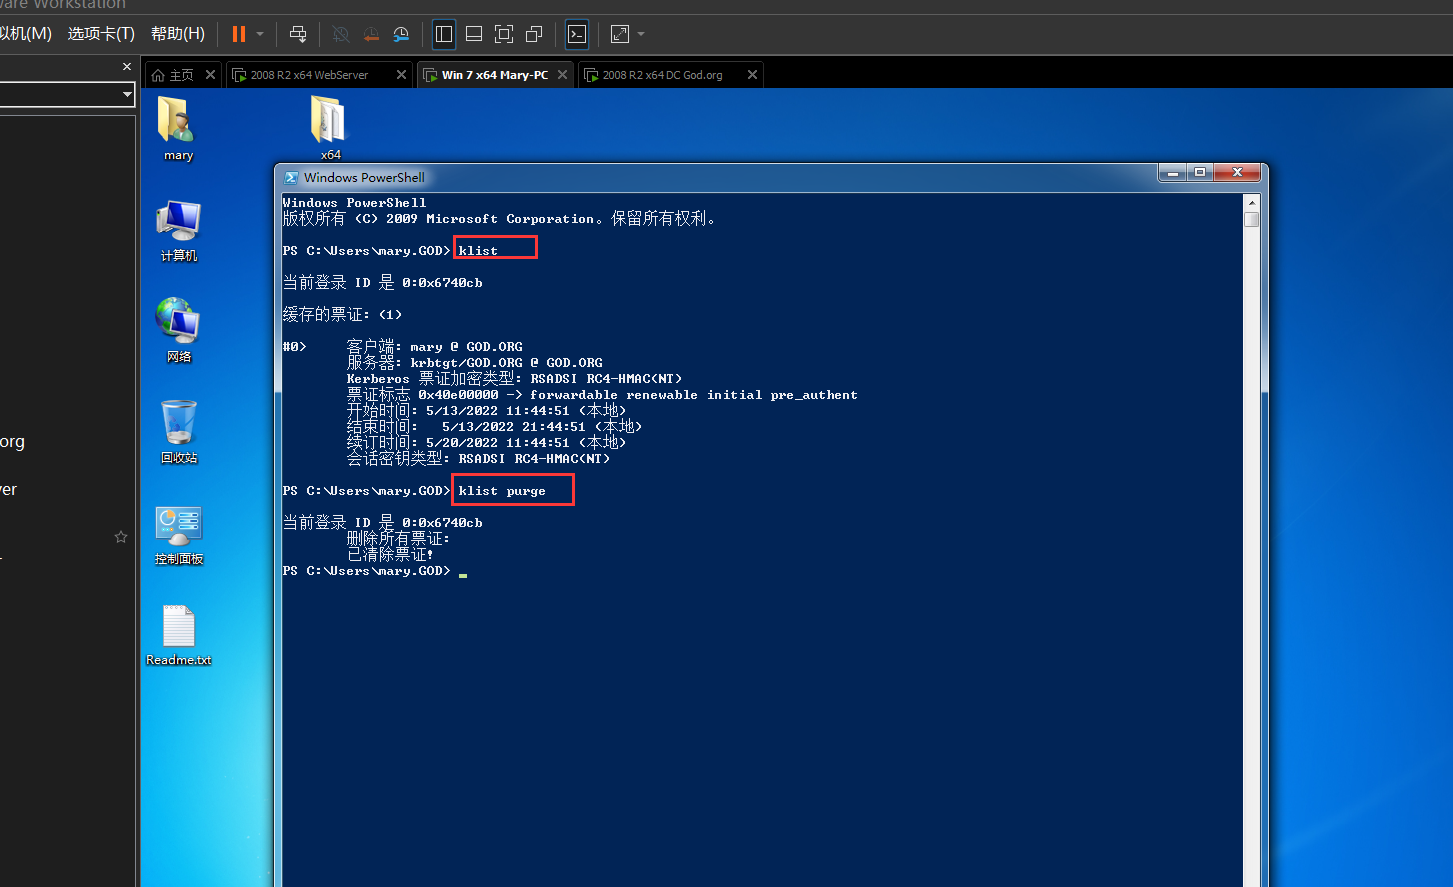 are Workstation
拟机(M) 选项卡(T) 帮助(H)
主页 2008 R2 x64 WebServer Win 7 x64 Mary-PC 2008 R2 x64 DC God.org
mary
x64
计算机
网络
回收站
控制面板
Readme.txt
org
ver
Windows PowerShell
Windows PowerShell
版权所有 (C) 2009 Microsoft Corporation。保留所有权利。
PS C:\Users\mary.GOD> klist
当前登录 ID 是 0:0x6740cb
缓存的票证: (1)
#0> 客户端: mary @ GOD.ORG
服务器: krbtgt/GOD.ORG @ GOD.ORG
Kerberos 票证加密类型: RSADSI RC4-HMAC(NT)
票证标志 0x40e00000 -> forwardable renewable initial pre_authent
开始时间: 5/13/2022 11:44:51 (本地)
结束时间: 5/13/2022 21:44:51 (本地)
续订时间: 5/20/2022 11:44:51 (本地)
会话密钥类型: RSADSI RC4-HMAC(NT)
PS C:\Users\mary.GOD> klist purge
当前登录 ID 是 0:0x6740cb
删除所有票证:
已清除票证!
PS C:\Users\mary.GOD>